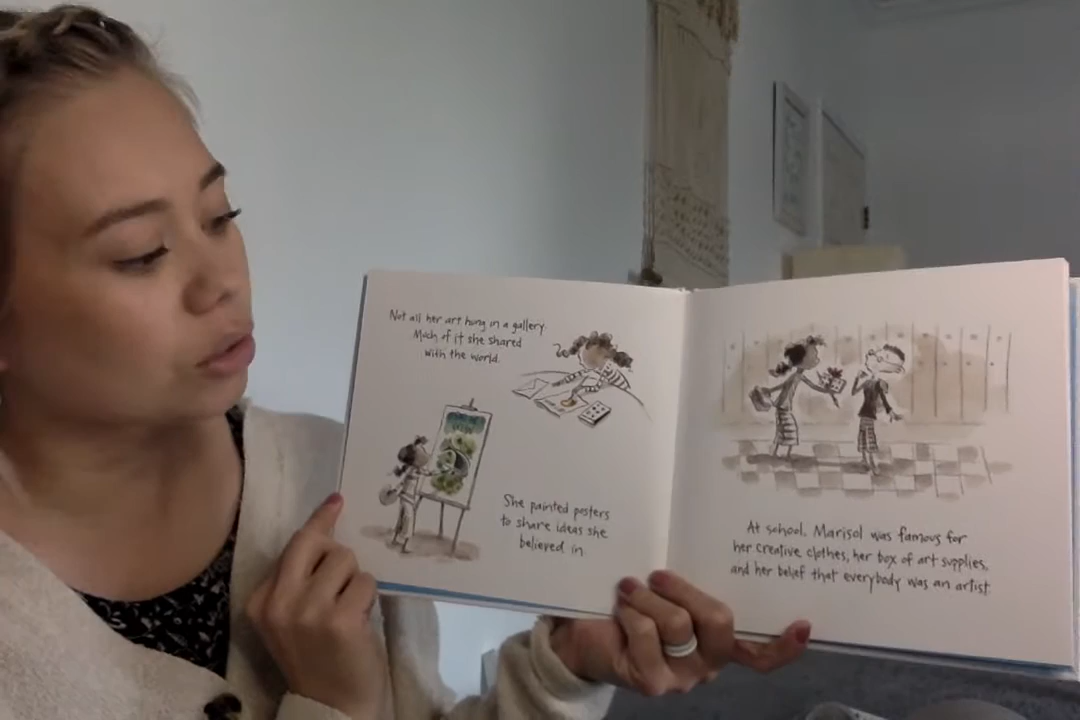 Not all her art hung in a gallery.
Much of it she shared
with the world.
She painted posters
to share ideas she
believed in.
At school, Marisol was famous for
her creative clothes, her box of art supplies,
and her belief that everybody was an artist